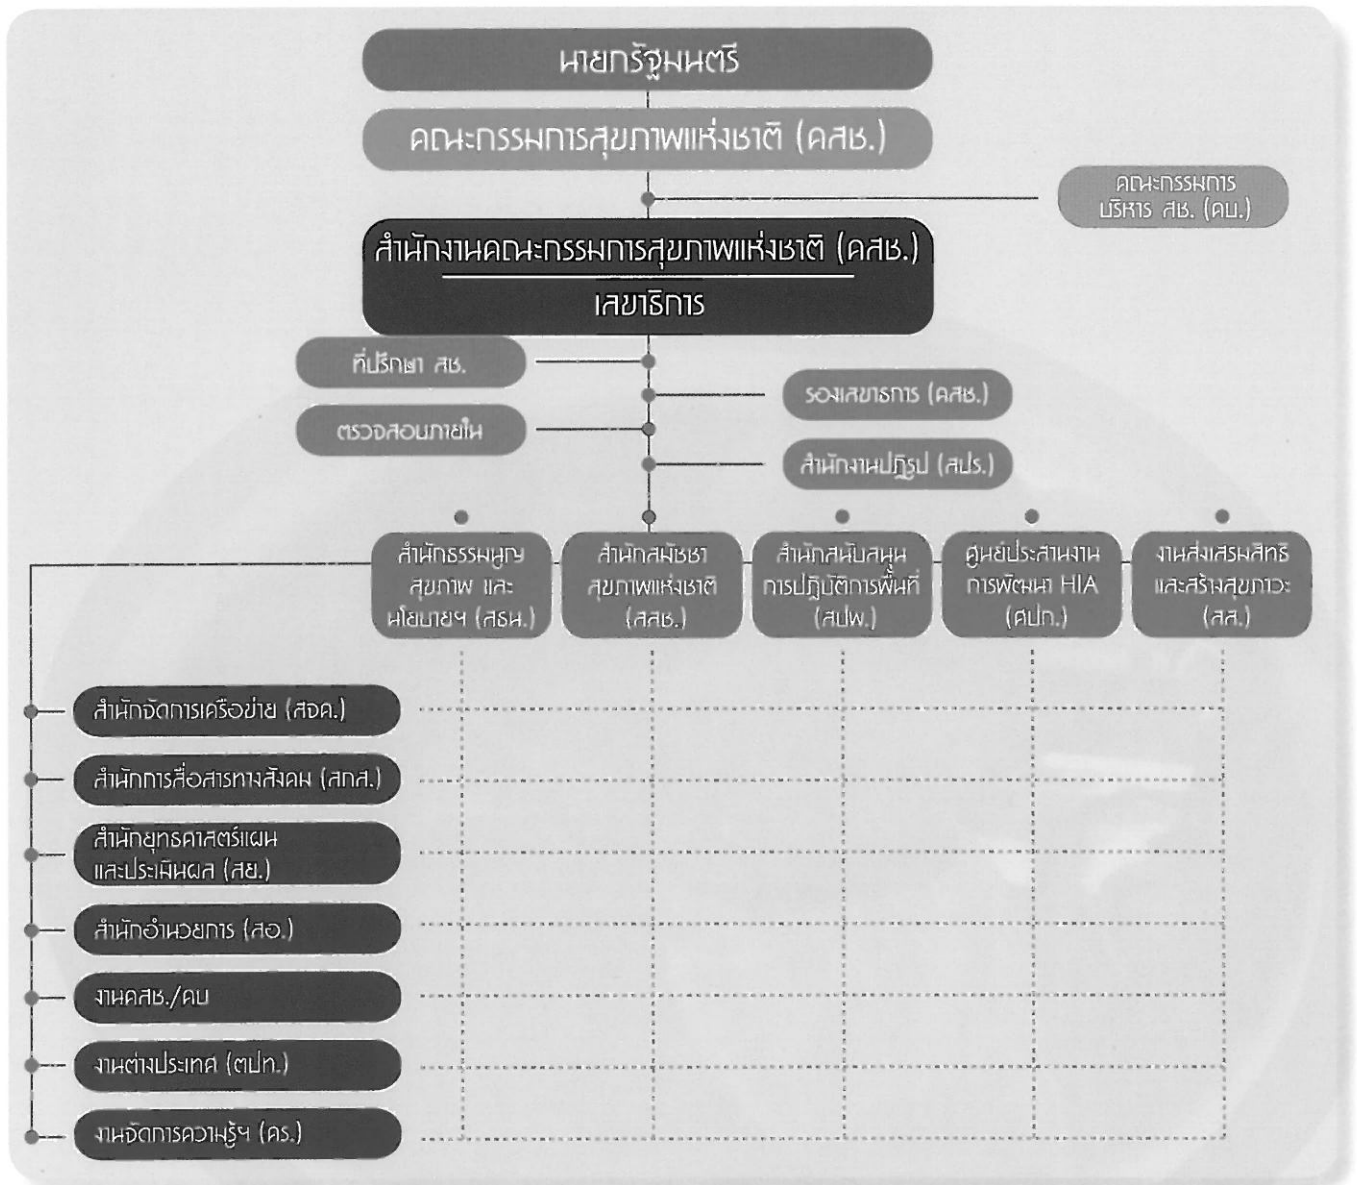 นายกรัฐมนตรี
คณะกรรมการสุขภาพแห่งชาติ (คสช.)
คณะกรรมการ
บริหาร สช. (คบ.)
สำนักงานคณะกรรมการสุขภาพแห่งชาติ (คสช.)
เลขาธิการ
ที่ปรึกษา สช.
รองเลขาธการ (คสช.)
ตรวจสอบภายใน
สำนักงานปฏิรูป (สปร.)
สำนักธรรมนูญ
สุขภาพ และ
นโยบายฯ (สธน.)
สำนักสมัชชา
สุขภาพแห่งชาติ
(สสช.)
สำนักสนับสนุน
การปฏิบัติการพื้นที่
(สปพ.)
ศูนย์ประสานงาน
การพัฒนา HIA
(ศปก.)
งานส่งเสริมสิทธิ
และสร้างสุขภาวะ
(สส.)
สำนักจัดการเครือข่าย (สจค.)
สำนักการสื่อสารทางสังคม (สกส.)
สำนักยุทธศาสตร์แผน
และประเมินผล (สย.)
สำนักอำนวยการ (สอ.)
งานคสช./คบ
งานต่างประเทศ (ตปท.)
งานจัดการความรู้ฯ (คร.)